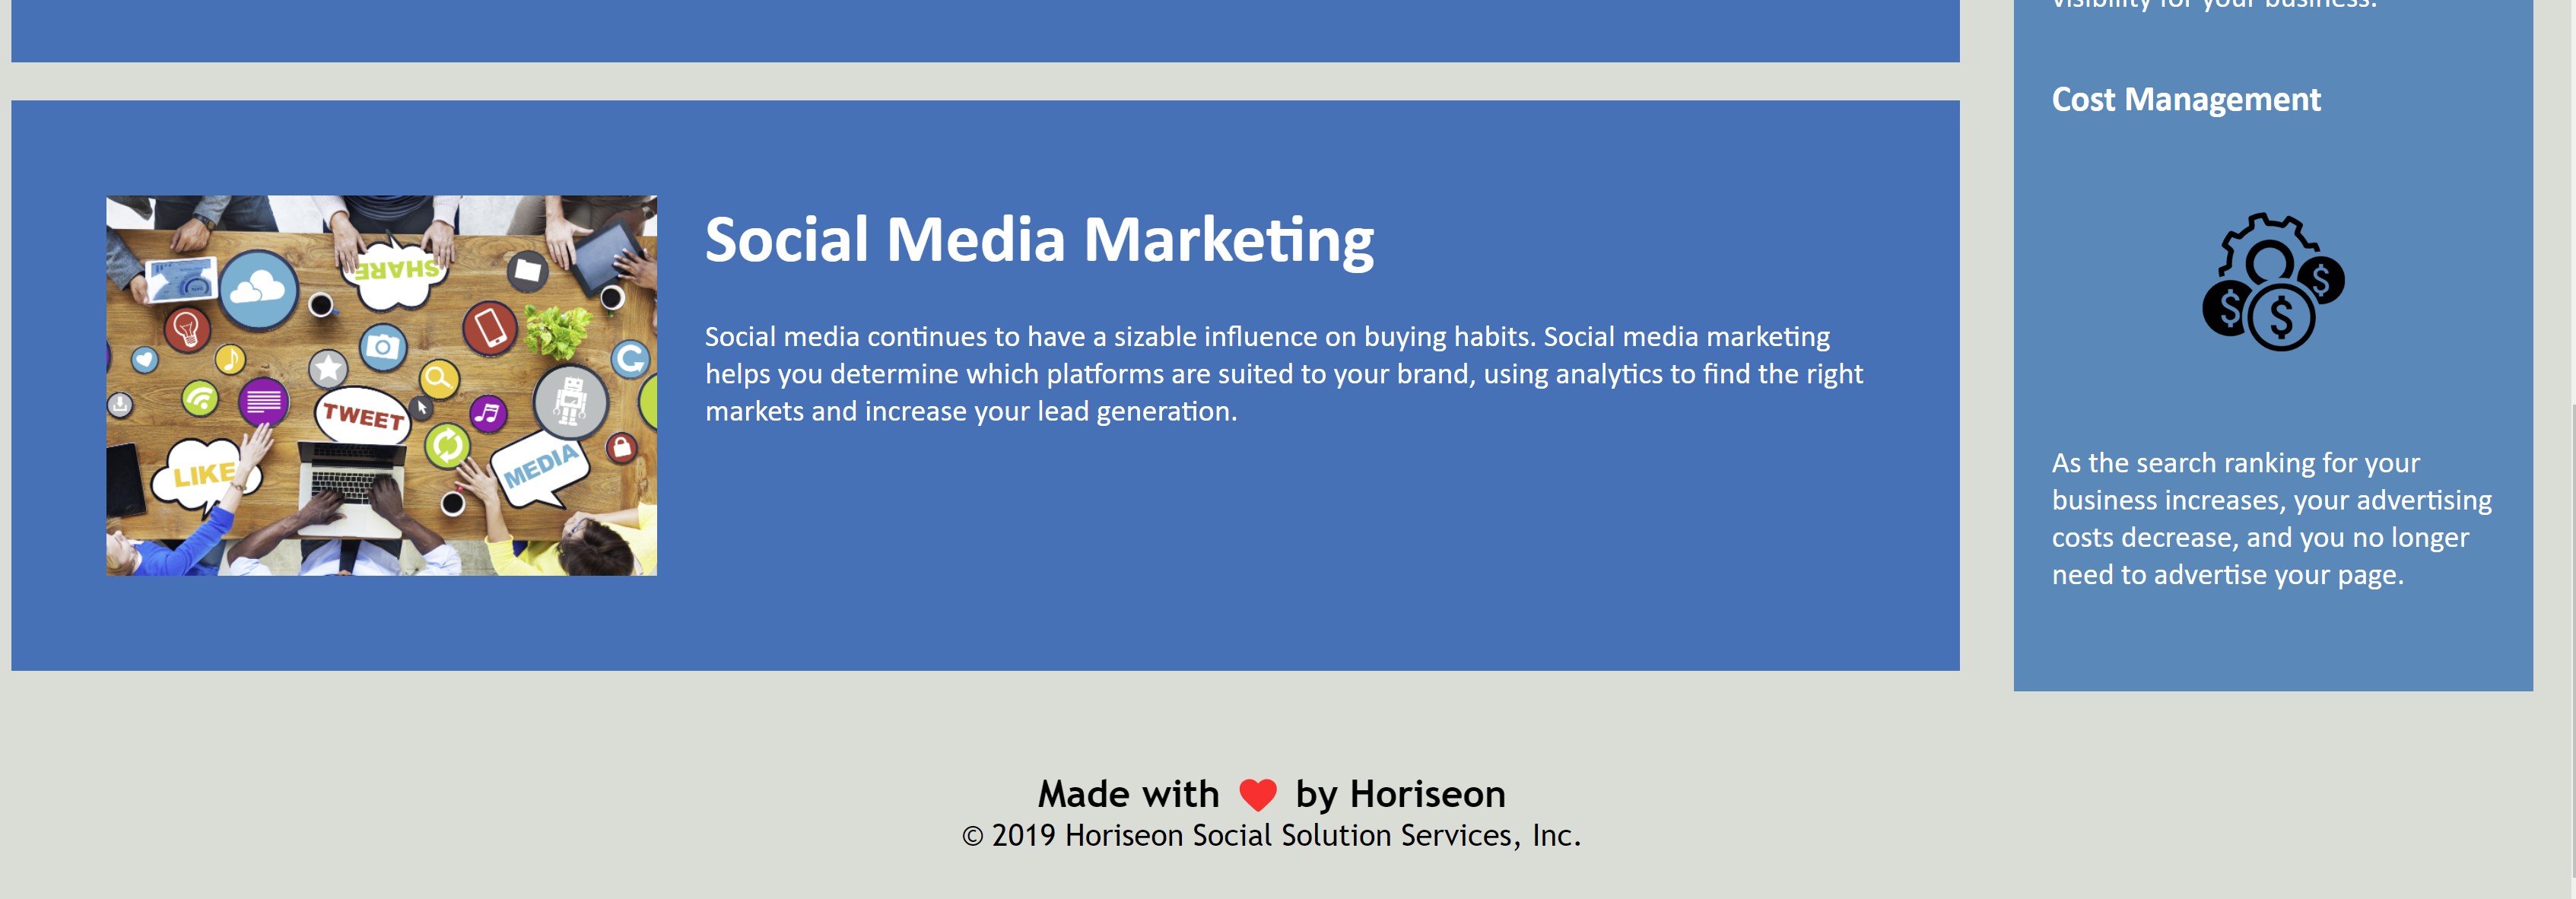 visibility for your business.
Cost Management
SHARE
TWEET
LIKE
MEDIA
Social Media Marketing
Social media continues to have a sizable influence on buying habits. Social media marketing
helps you determine which platforms are suited to your brand, using analytics to find the right
markets and increase your lead generation.
$
$
$
As the search ranking for your
business increases, your advertising
costs decrease, and you no longer
need to advertise your page.
Made with ❤ by Horiseon
© 2019 Horiseon Social Solution Services, Inc.